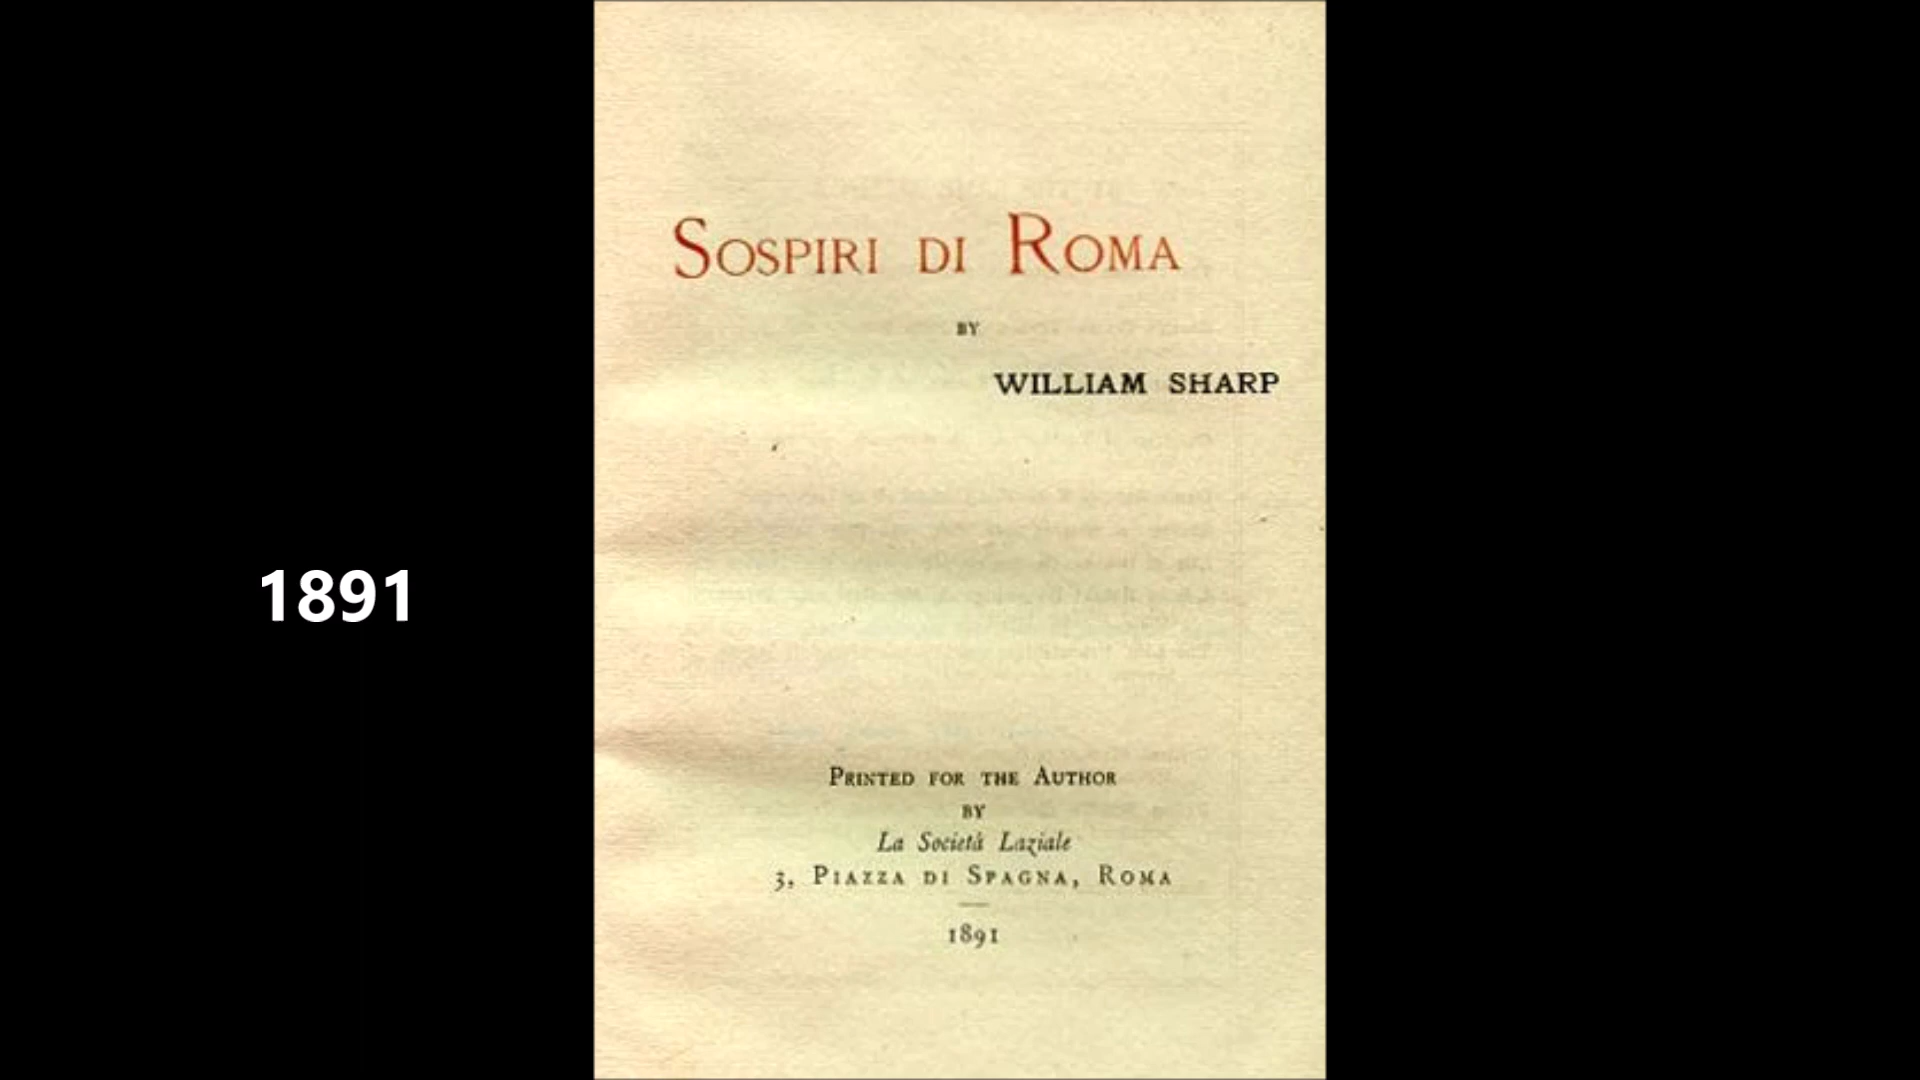 1891
SOSPIRI DI ROMA
BY
WILLIAM SHARP
PRINTED FOR THE AUTHOR
BY
La Società Laziale
3, PIAZZA DI SPAGNA, ROMA
1891